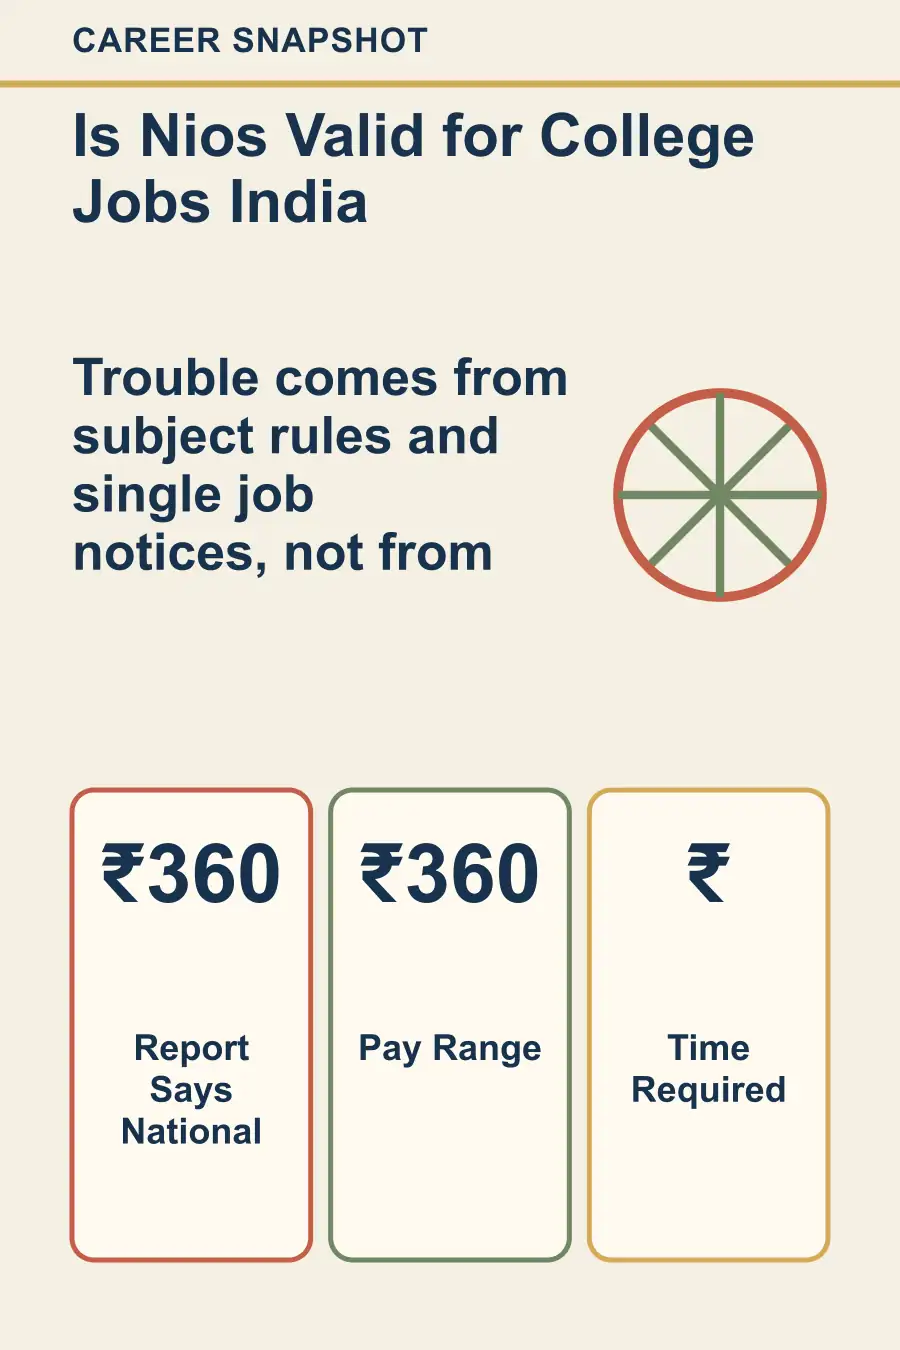 CAREER SNAPSHOT
Is Nios Valid for College
Jobs India
Trouble comes from
subject rules and
single job
notices, not from
₹360
Report
Says
National
₹360
Pay Range
₹
Time
Required